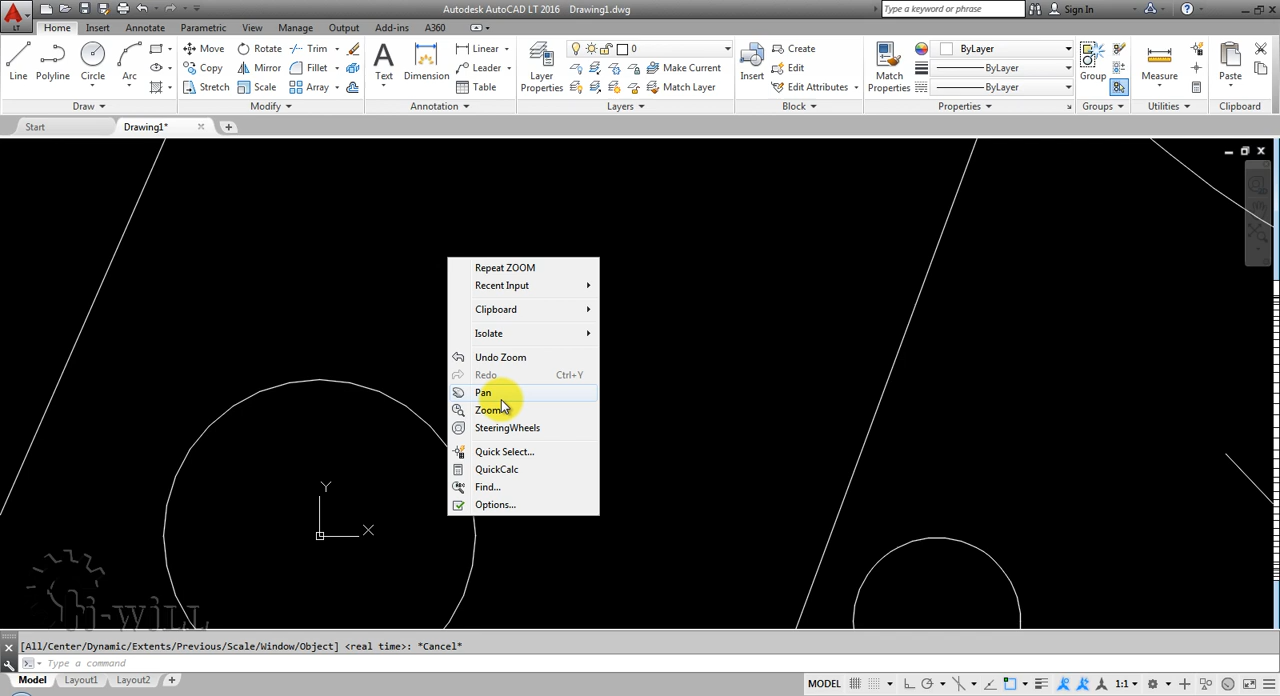 Autodesk AutoCAD LT 2016 Drawing1.dwg
Type a keyword or phrase
Sign In
LT
Home Insert Annotate Parametric View Manage Output Add-ins A360
Line Polyline Circle Arc
Move Rotate Trim
Copy Mirror Fillet
Stretch Scale Array
Text Dimension
Linear
Leader
Table
Layer Properties
0
Make Current
Match Layer
Insert
Create
Edit
Edit Attributes
Match Properties
ByLayer
ByLayer
ByLayer
Group
Measure
Paste
Draw Modify Annotation Layers Block Properties Groups Utilities Clipboard
Start Drawing1*
Repeat ZOOM
Recent Input
Clipboard
Isolate
Undo Zoom
Redo Ctrl+Y
Pan
Zoom
SteeringWheels
Quick Select...
QuickCalc
Find...
Options...
Y
X
hi-will
[All/Center/Dynamic/Extents/Previous/Scale/Window/Object] <real time>: *Cancel*
Type a command
Model Layout1 Layout2
MODEL 1:1